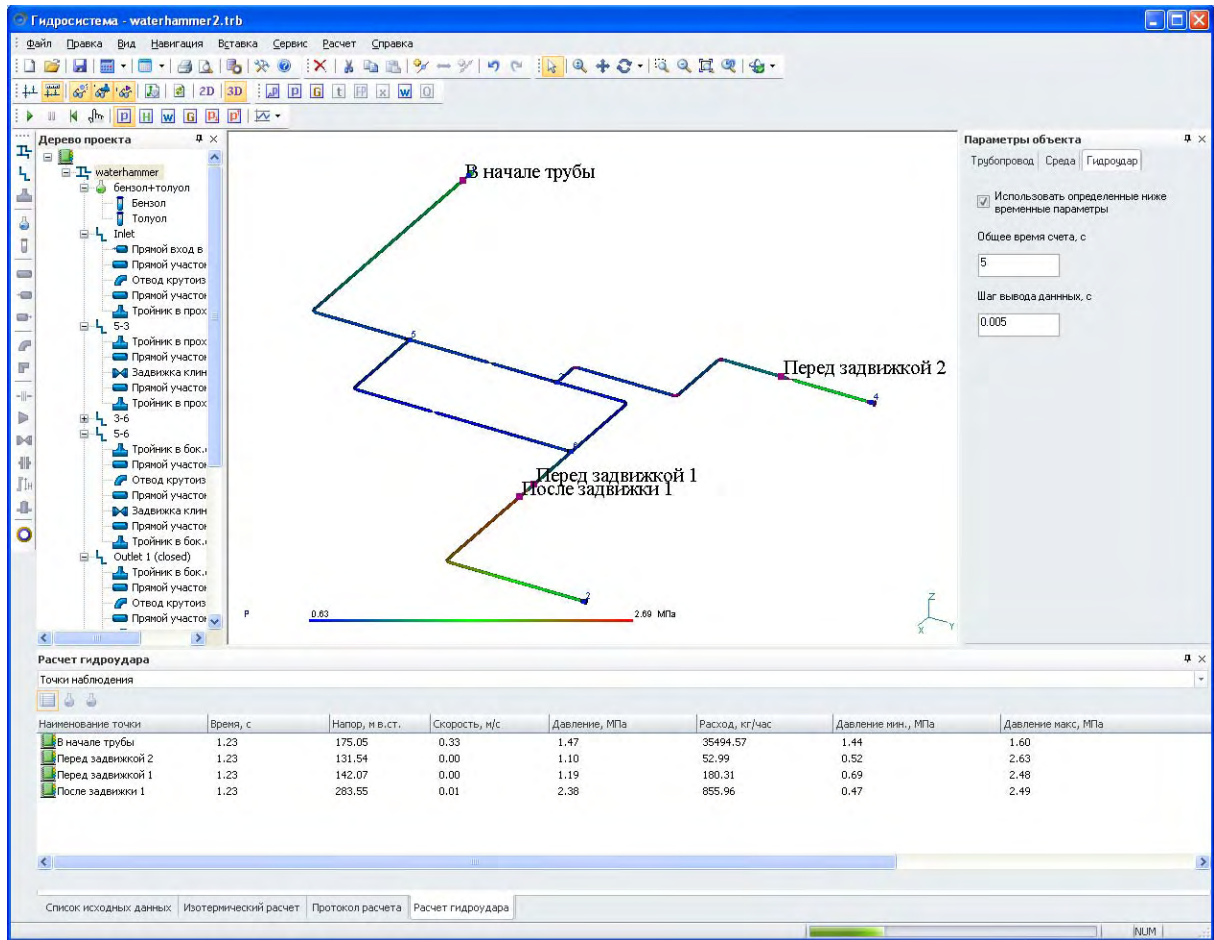 Гидросистема - waterhammer2.trb
Файл Правка Вид Навигация Вставка Сервис Расчет Справка
2D 3D P P G t FP x w Q
P H w G P P
Дерево проекта
waterhammer
бензол+толуол
Бензол
Толуол
Inlet
Прямой вход в
Прямой участок
Отвод крутоиз
Прямой участок
Тройник в прох
5-3
Тройник в прох
Прямой участок
Задвижка клин
Прямой участок
Тройник в прох
3-6
5-6
Тройник в бок.
Прямой участок
Отвод крутоиз
Прямой участок
Задвижка клин
Прямой участок
Тройник в бок.
Outlet 1 (closed)
Тройник в бок.
Прямой участок
Отвод крутоиз
Прямой участок
В начале трубы
5
Перед задвижкой 2
4
Перед задвижкой 1
После задвижки 1
2
P 0.63 2.69 МПа
Z
X Y
Параметры объекта
Трубопровод Среда Гидроудар
Использовать определенные ниже
временные параметры
Общее время счета, с
5
Шаг вывода даннных, с
0.005
Расчет гидроудара
Точки наблюдения
Наименование точки Время, с Напор, м в.ст. Скорость, м/с Давление, МПа Расход, кг/час Давление мин., МПа Давление макс, МПа
В начале трубы 1.23 175.05 0.33 1.47 35494.57 1.44 1.60
Перед задвижкой 2 1.23 131.54 0.00 1.10 52.99 0.52 2.63
Перед задвижкой 1 1.23 142.07 0.00 1.19 180.31 0.69 2.48
После задвижки 1 1.23 283.55 0.01 2.38 855.96 0.47 2.49
Список исходных данных Изотермический расчет Протокол расчета Расчет гидроудара
NUM